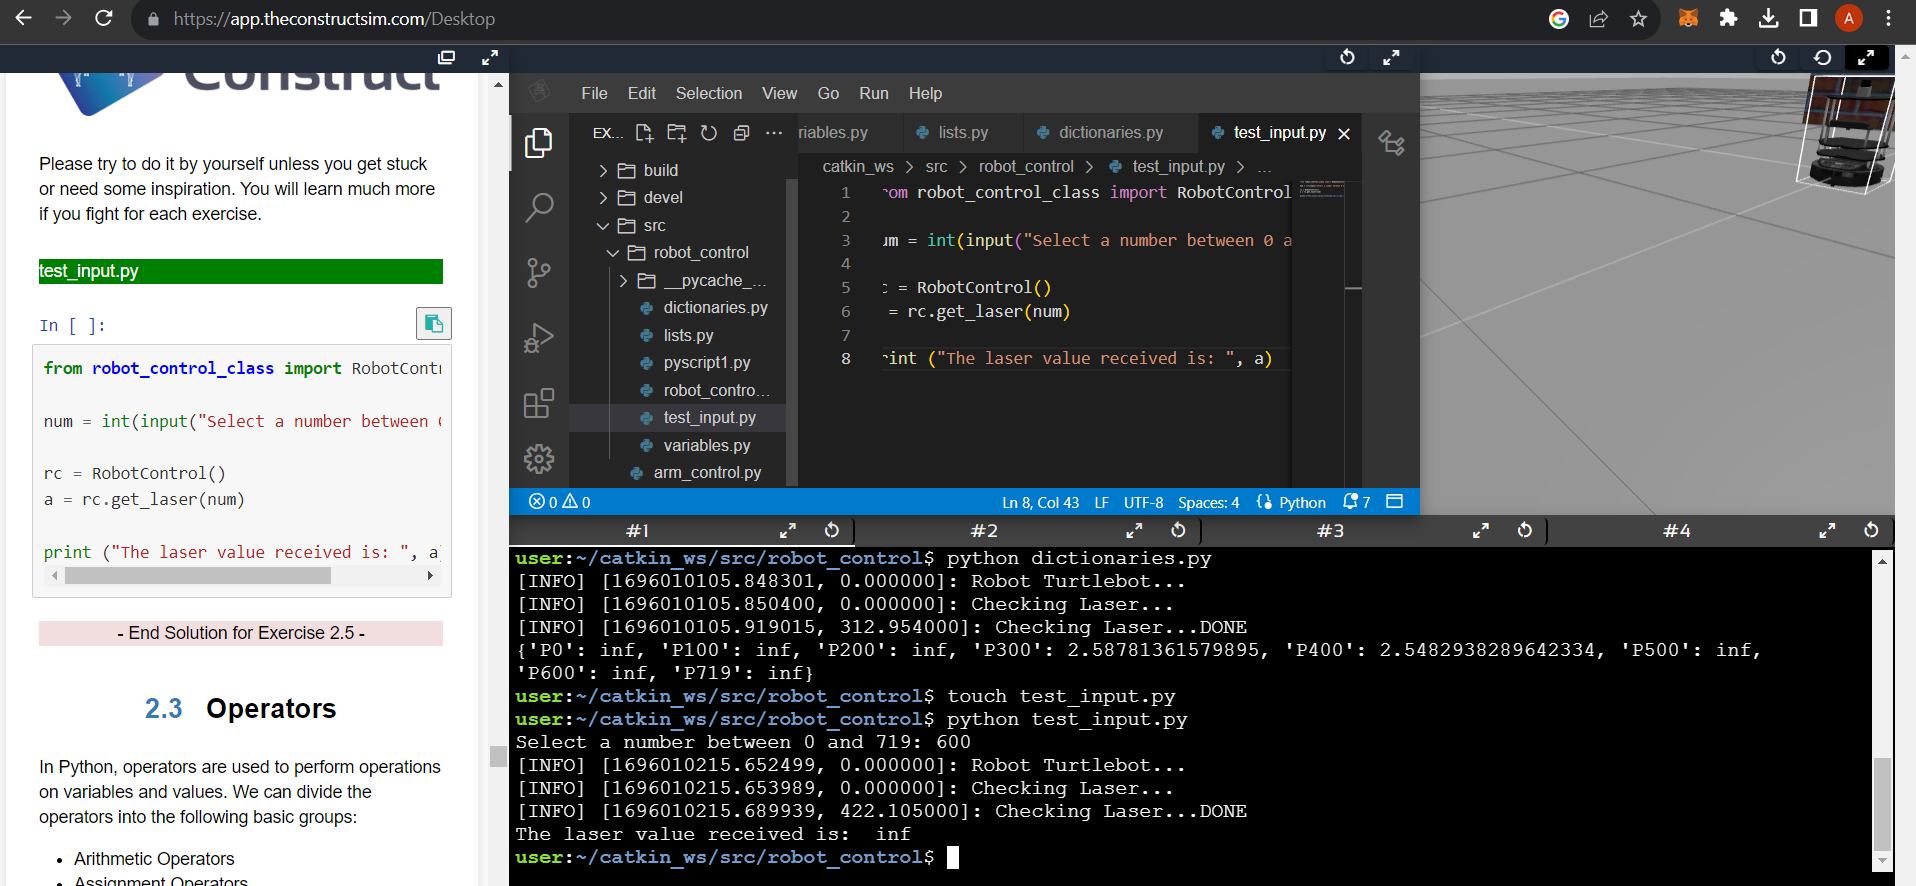 https://app.theconstructsim.com/Desktop
A
Construct
Please try to do it by yourself unless you get stuck
or need some inspiration. You will learn much more
if you fight for each exercise.
test_input.py
In [ ]:
from robot_control_class import RobotContr
num = int(input("Select a number between 0
rc = RobotControl()
a = rc.get_laser(num)
print ("The laser value received is: ", a)
- End Solution for Exercise 2.5 -
2.3 Operators
In Python, operators are used to perform operations
on variables and values. We can divide the
operators into the following basic groups:
• Arithmetic Operators
• Assignment Operators
File Edit Selection View Go Run Help
EX...
build
devel
src
robot_control
__pycache_...
dictionaries.py
lists.py
pyscript1.py
robot_contro...
test_input.py
variables.py
arm_control.py
riables.py lists.py dictionaries.py test_input.py
catkin_ws > src > robot_control > test_input.py > ...
1 rom robot_control_class import RobotControl
2
3 um = int(input("Select a number between 0 a
4
5 c = RobotControl()
6 = rc.get_laser(num)
7
8 rint ("The laser value received is: ", a)
0 0 Ln 8, Col 43 LF UTF-8 Spaces: 4 Python 7
#1 #2 #3 #4
user:~/catkin_ws/src/robot_control$ python dictionaries.py
[INFO] [1696010105.848301, 0.000000]: Robot Turtlebot...
[INFO] [1696010105.850400, 0.000000]: Checking Laser...
[INFO] [1696010105.919015, 312.954000]: Checking Laser...DONE
{'P0': inf, 'P100': inf, 'P200': inf, 'P300': 2.58781361579895, 'P400': 2.5482938289642334, 'P500': inf,
'P600': inf, 'P719': inf}
user:~/catkin_ws/src/robot_control$ touch test_input.py
user:~/catkin_ws/src/robot_control$ python test_input.py
Select a number between 0 and 719: 600
[INFO] [1696010215.652499, 0.000000]: Robot Turtlebot...
[INFO] [1696010215.653989, 0.000000]: Checking Laser...
[INFO] [1696010215.689939, 422.105000]: Checking Laser...DONE
The laser value received is:  inf
user:~/catkin_ws/src/robot_control$